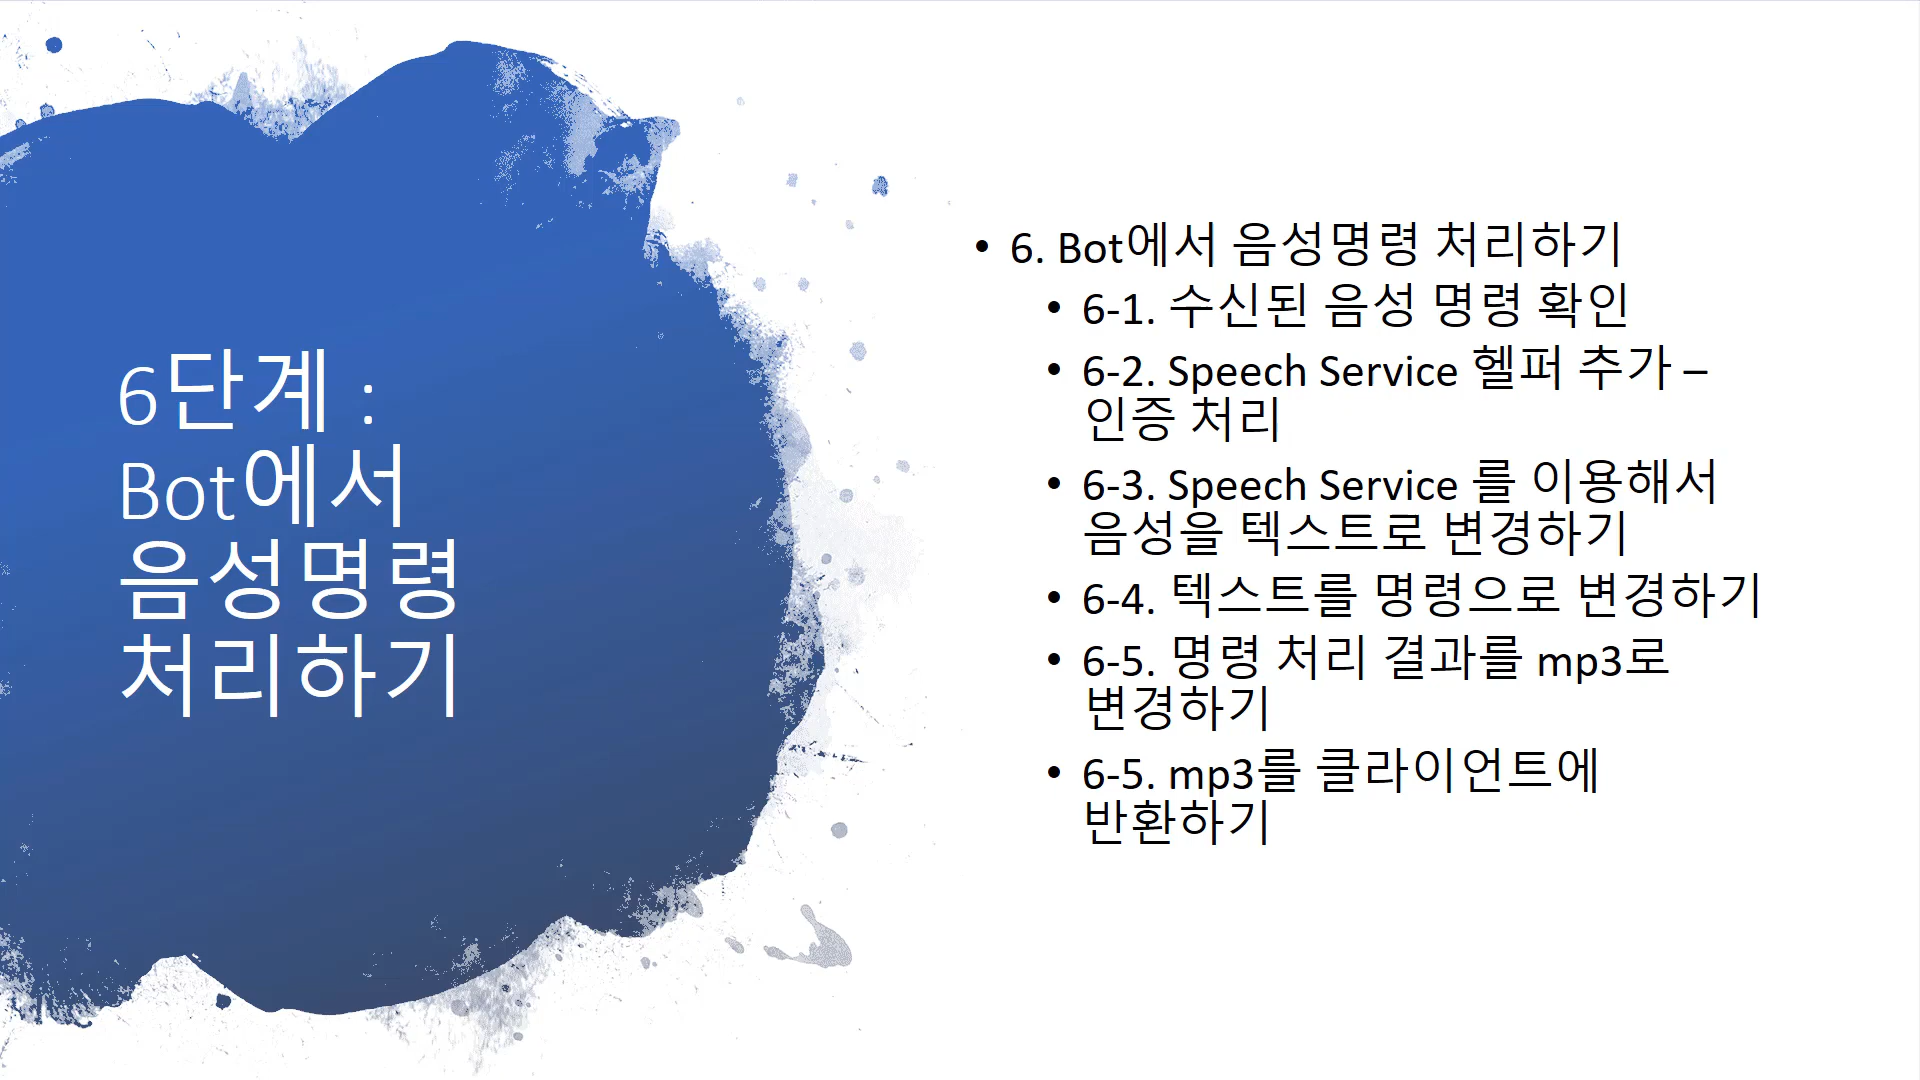 6단계 :
Bot에서
음성명령
처리하기
• 6. Bot에서 음성명령 처리하기
• 6-1. 수신된 음성 명령 확인
• 6-2. Speech Service 헬퍼 추가 –
인증 처리
• 6-3. Speech Service 를 이용해서
음성을 텍스트로 변경하기
• 6-4. 텍스트를 명령으로 변경하기
• 6-5. 명령 처리 결과를 mp3로
변경하기
• 6-5. mp3를 클라이언트에
반환하기